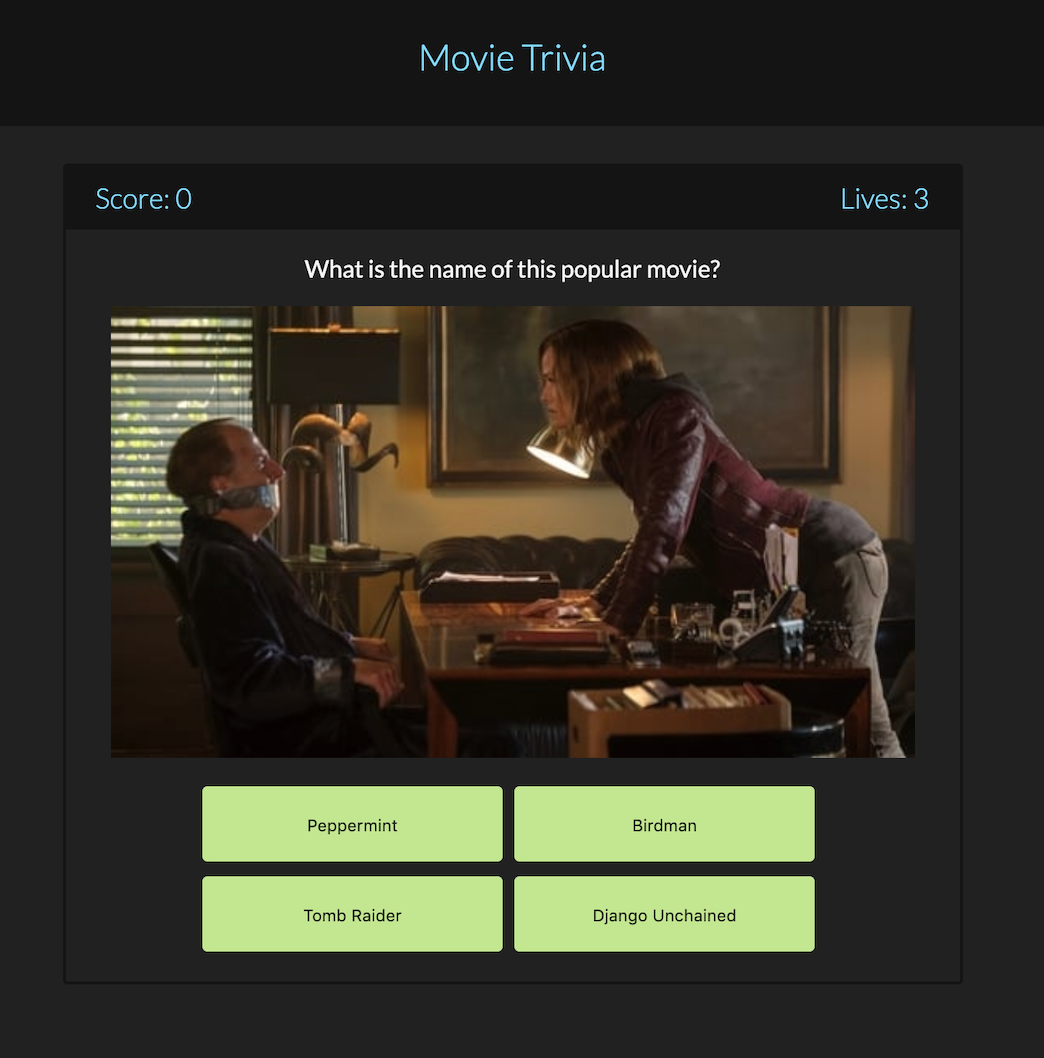 Movie Trivia
Score: 0
Lives: 3
What is the name of this popular movie?
Peppermint
Birdman
Tomb Raider
Django Unchained